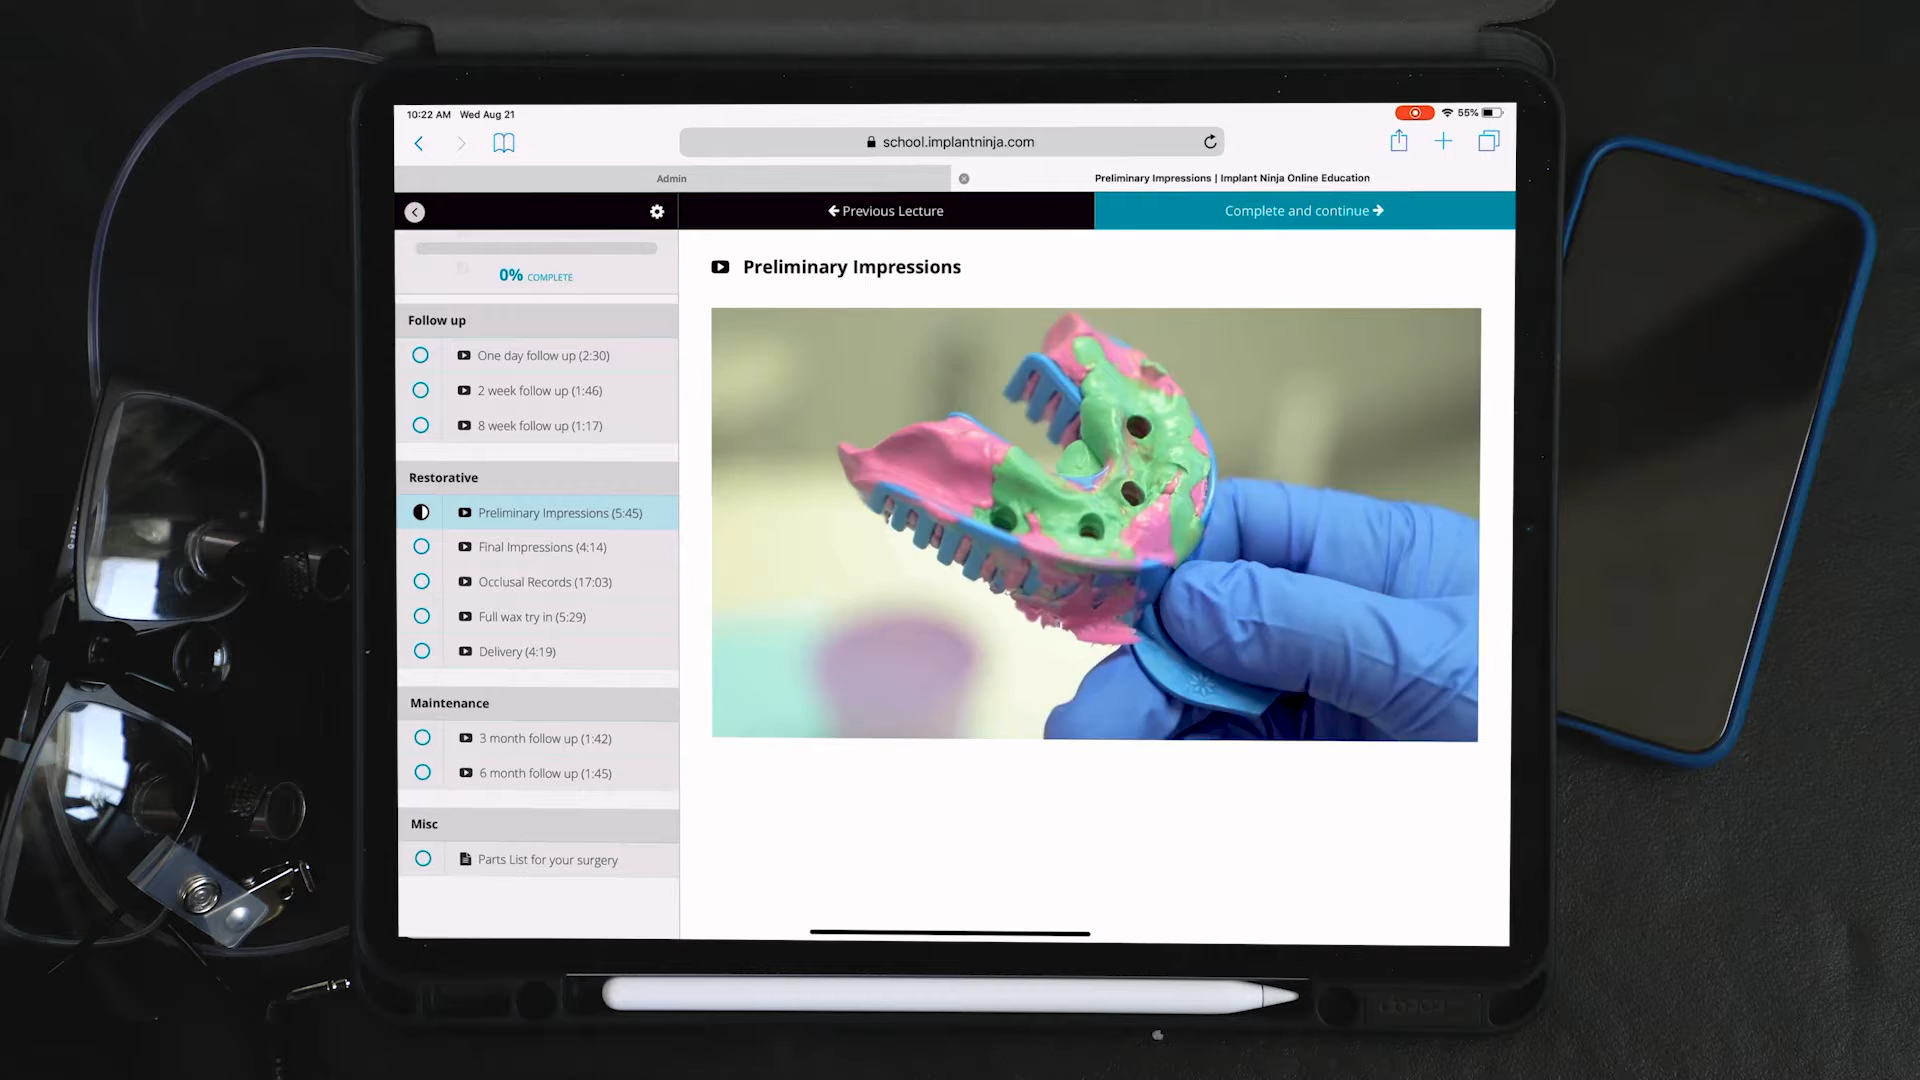 10:22 AM Wed Aug 21
55%
school.implantninja.com
Admin
Preliminary Impressions | Implant Ninja Online Education
Previous Lecture
Complete and continue
0% COMPLETE
Preliminary Impressions
Follow up
One day follow up (2:30)
2 week follow up (1:46)
8 week follow up (1:17)
Restorative
Preliminary Impressions (5:45)
Final Impressions (4:14)
Occlusal Records (17:03)
Full wax try in (5:29)
Delivery (4:19)
Maintenance
3 month follow up (1:42)
6 month follow up (1:45)
Misc
Parts List for your surgery